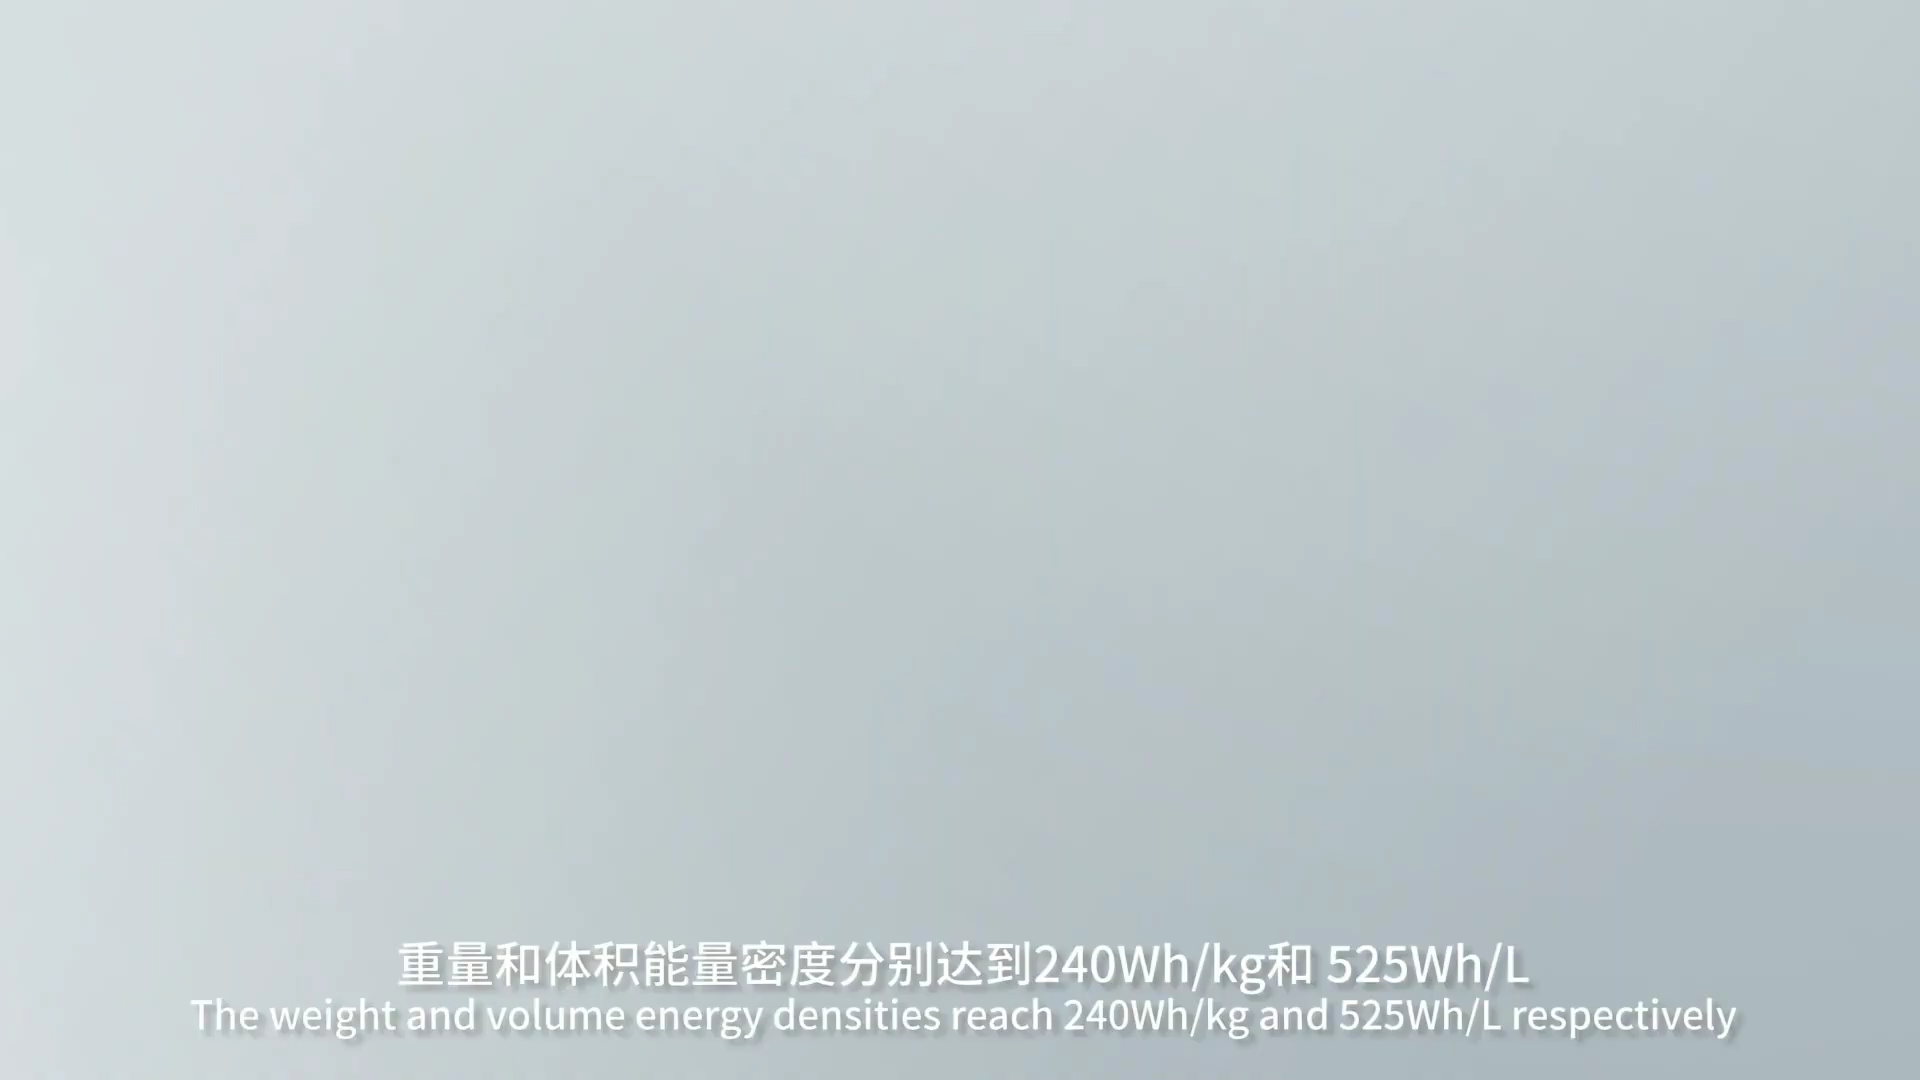 重量和体积能量密度分别达到240Wh/kg和 525Wh/L
The weight and volume energy densities reach 240Wh/kg and 525Wh/L respectively